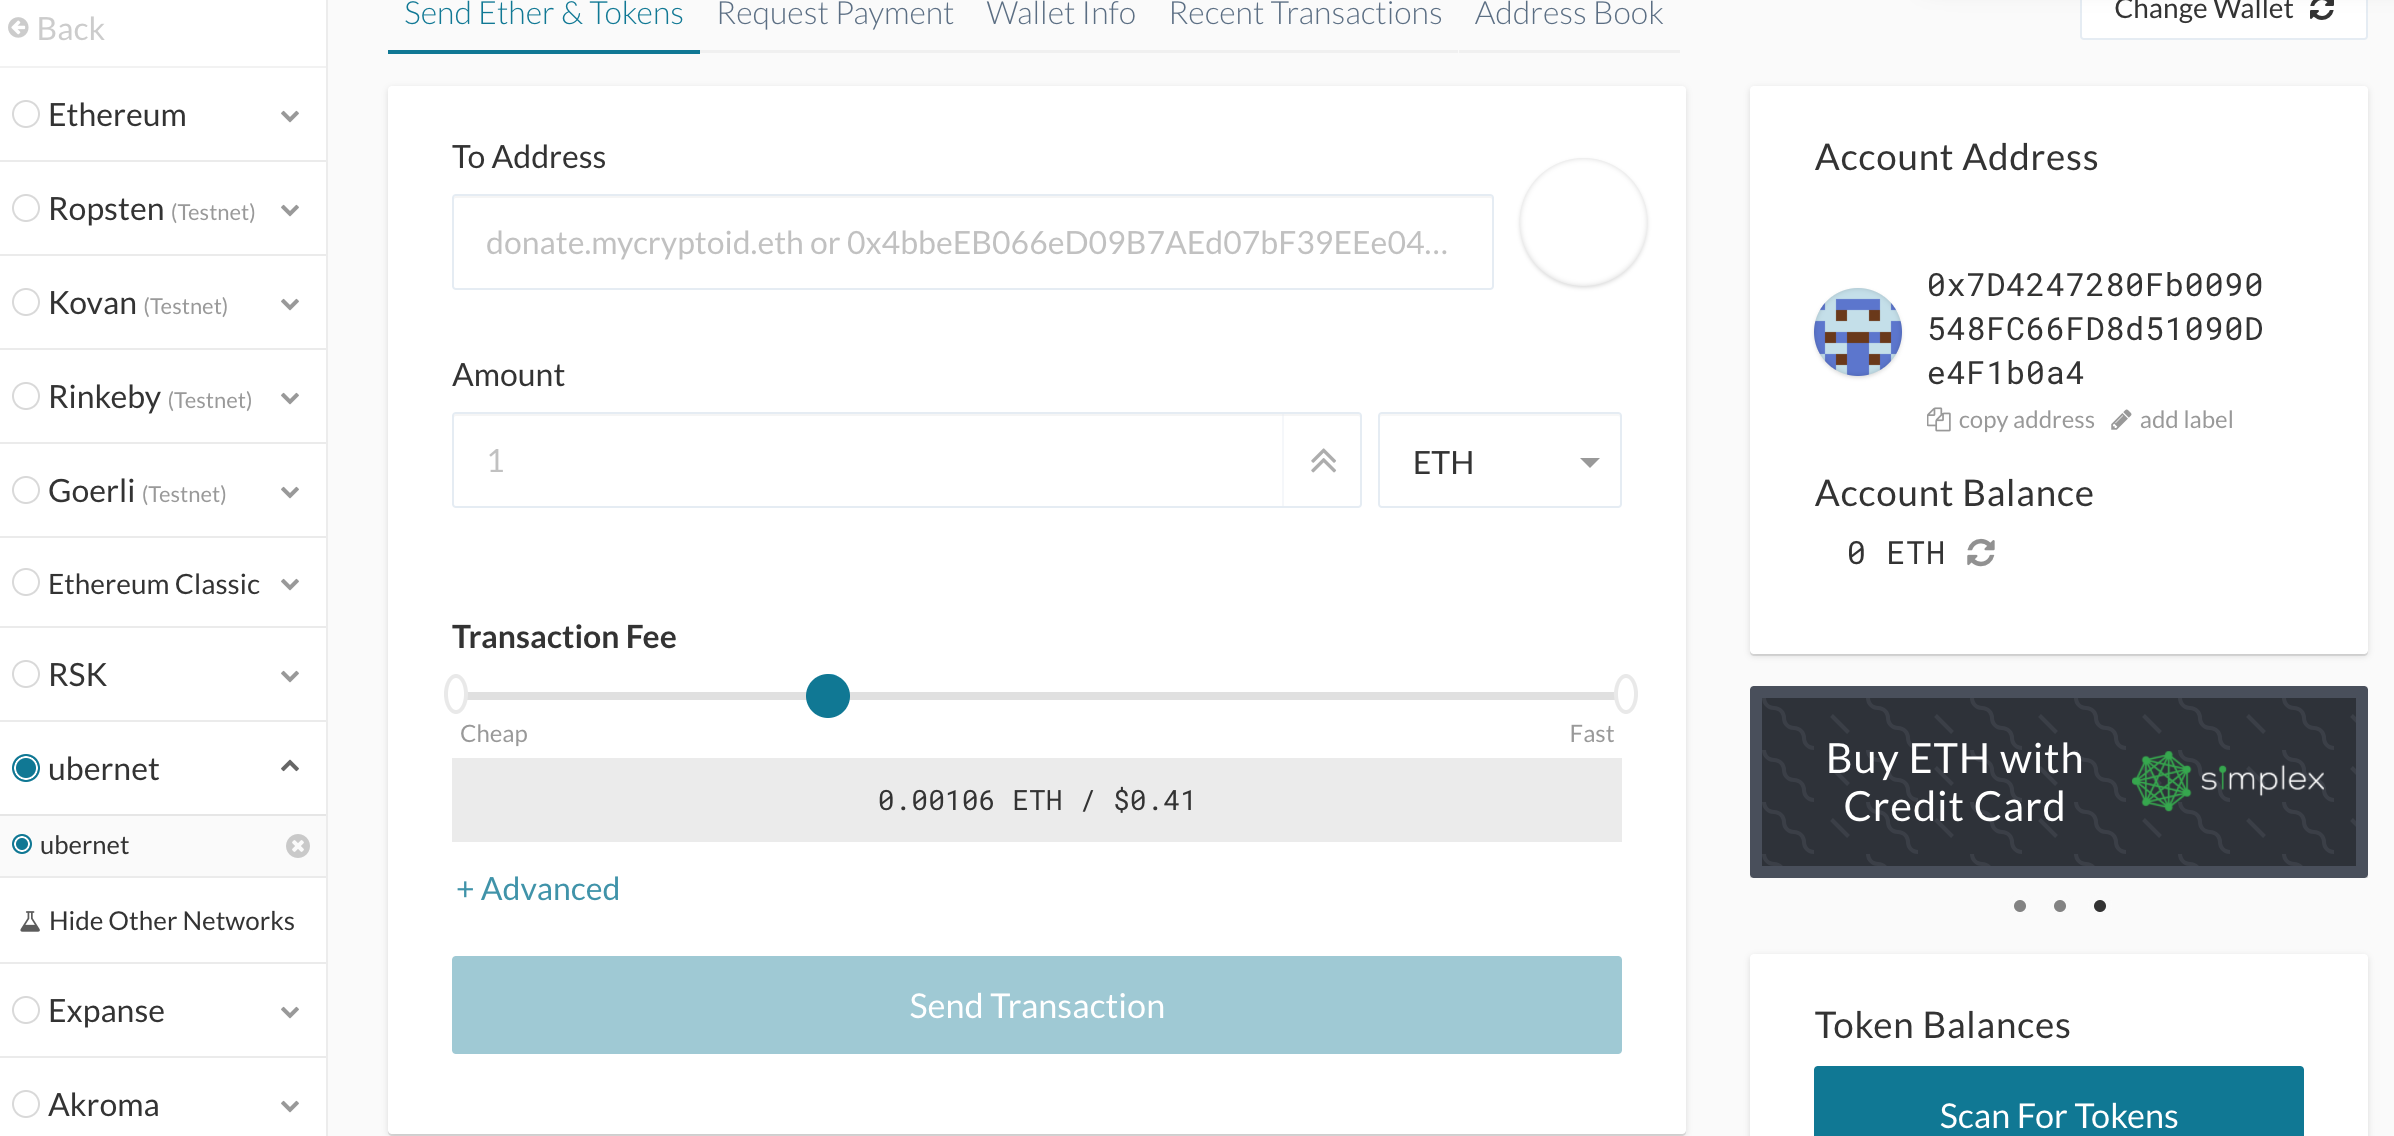 Back
Ethereum
Ropsten (Testnet)
Kovan (Testnet)
Rinkeby (Testnet)
Goerli (Testnet)
Ethereum Classic
RSK
ubernet
ubernet
Hide Other Networks
Expanse
Akroma
Send Ether & Tokens Request Payment Wallet Info Recent Transactions Address Book
Change Wallet
To Address
donate.mycryptoid.eth or 0x4bbeEB066eD09B7AEd07bF39EEe04...
Amount
1
ETH
Transaction Fee
Cheap Fast
0.00106 ETH / $0.41
+ Advanced
Send Transaction
Account Address
0x7D4247280Fb0090
548FC66FD8d51090D
e4F1b0a4
copy address add label
Account Balance
0 ETH
Buy ETH with
Credit Card
simplex
Token Balances
Scan For Tokens